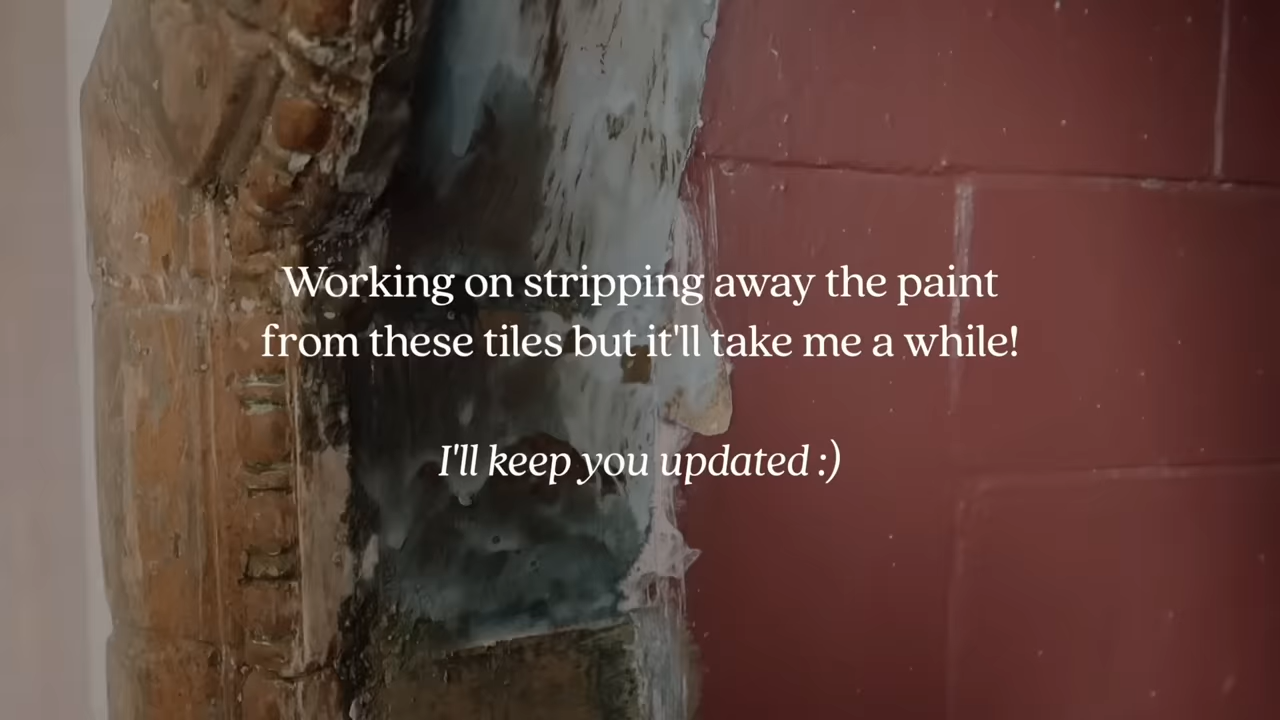 Working on stripping away the paint
from these tiles but it'll take me a while!
I'll keep you updated :)